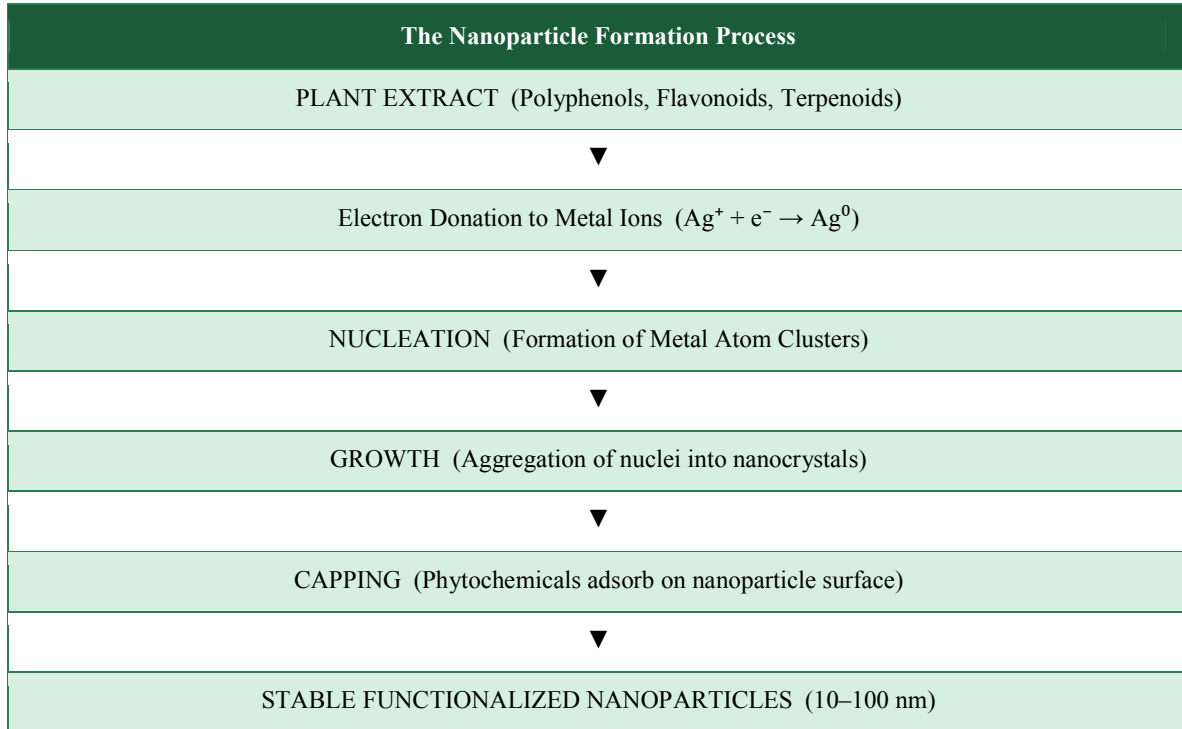 The Nanoparticle Formation Process
PLANT EXTRACT (Polyphenols, Flavonoids, Terpenoids)
▼
Electron Donation to Metal Ions (Ag⁺ + e⁻ → Ag⁰)
▼
NUCLEATION (Formation of Metal Atom Clusters)
▼
GROWTH (Aggregation of nuclei into nanocrystals)
▼
CAPPING (Phytochemicals adsorb on nanoparticle surface)
▼
STABLE FUNCTIONALIZED NANOPARTICLES (10–100 nm)